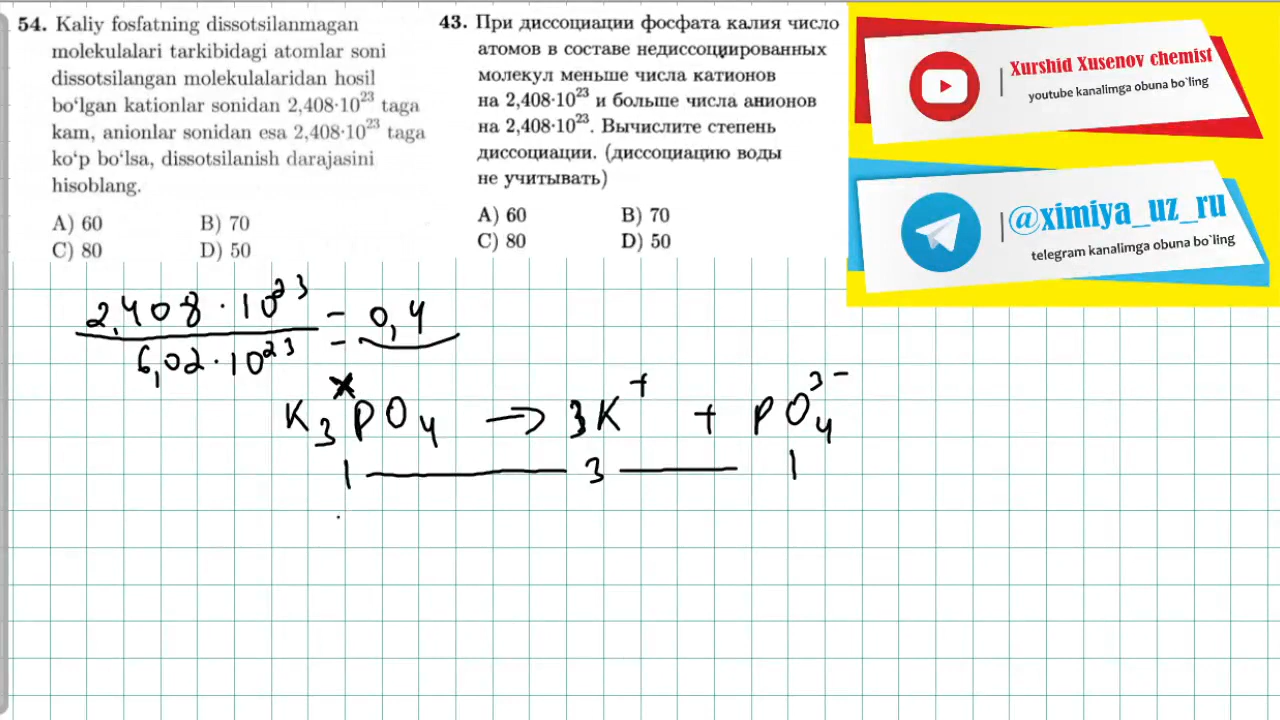 54. Kaliy fosfatning dissotsilanmagan
molekulalari tarkibidagi atomlar soni
dissotsilangan molekulalaridan hosil
bo‘lgan kationlar sonidan 2,408·10²³ taga
kam, anionlar sonidan esa 2,408·10²³ taga
ko‘p bo‘lsa, dissotsilanish darajasini
hisoblang.
A) 60 B) 70
C) 80 D) 50
43. При диссоциации фосфата калия число
атомов в составе недиссоциированных
молекул меньше числа катионов
на 2,408·10²³ и больше числа анионов
на 2,408·10²³. Вычислите степень
диссоциации. (диссоциацию воды
не учитывать)
A) 60 B) 70
C) 80 D) 50
Xurshid Xusenov chemist
youtube kanalimga obuna bo`ling
@ximiya_uz_ru
telegram kanalimga obuna bo`ling
2,408 · 10²³
6,02 · 10²³
= 0,4
x
K₃PO₄ → 3K⁺ + PO₄³⁻
1 — 3 — 1